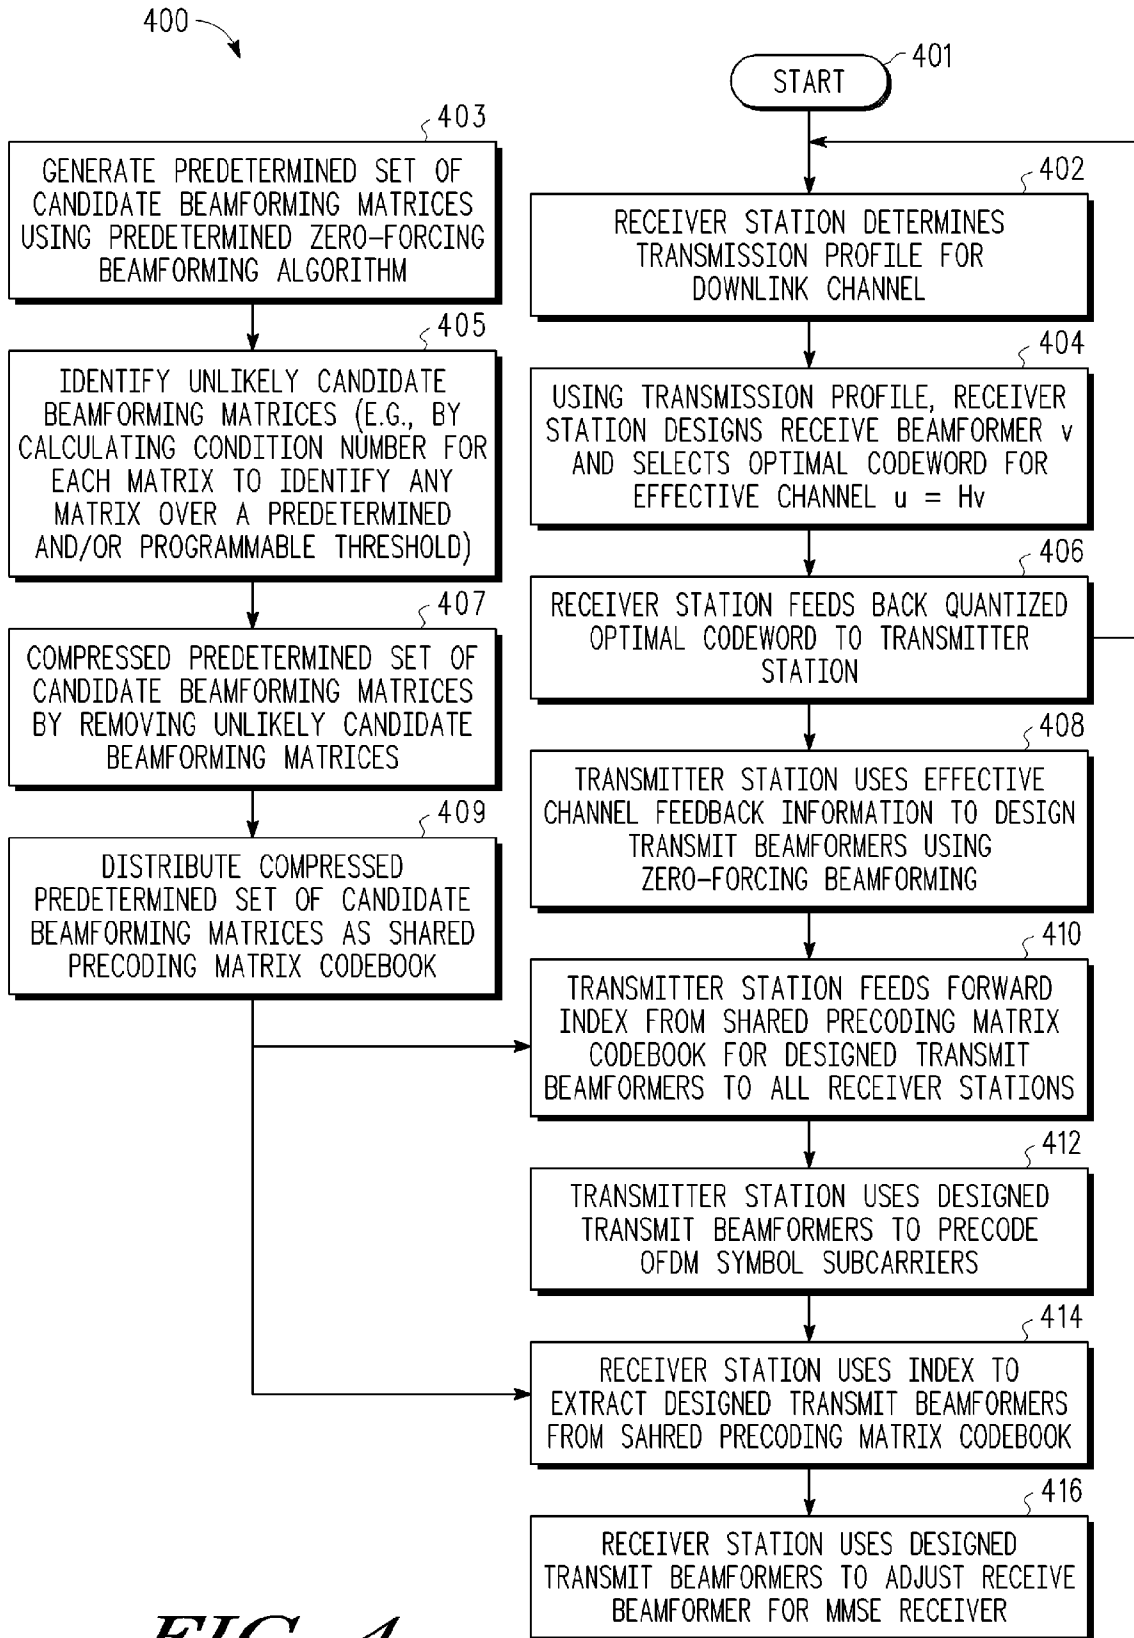 400
401
START
403
GENERATE PREDETERMINED SET OF
CANDIDATE BEAMFORMING MATRICES
USING PREDETERMINED ZERO-FORCING
BEAMFORMING ALGORITHM
405
IDENTIFY UNLIKELY CANDIDATE
BEAMFORMING MATRICES (E.G., BY
CALCULATING CONDITION NUMBER FOR
EACH MATRIX TO IDENTIFY ANY
MATRIX OVER A PREDETERMINED
AND/OR PROGRAMMABLE THRESHOLD)
407
COMPRESSED PREDETERMINED SET OF
CANDIDATE BEAMFORMING MATRICES
BY REMOVING UNLIKELY CANDIDATE
BEAMFORMING MATRICES
409
DISTRIBUTE COMPRESSED
PREDETERMINED SET OF CANDIDATE
BEAMFORMING MATRICES AS SHARED
PRECODING MATRIX CODEBOOK
402
RECEIVER STATION DETERMINES
TRANSMISSION PROFILE FOR
DOWNLINK CHANNEL
404
USING TRANSMISSION PROFILE, RECEIVER
STATION DESIGNS RECEIVE BEAMFORMER v
AND SELECTS OPTIMAL CODEWORD FOR
EFFECTIVE CHANNEL u = Hv
406
RECEIVER STATION FEEDS BACK QUANTIZED
OPTIMAL CODEWORD TO TRANSMITTER
STATION
408
TRANSMITTER STATION USES EFFECTIVE
CHANNEL FEEDBACK INFORMATION TO DESIGN
TRANSMIT BEAMFORMERS USING
ZERO-FORCING BEAMFORMING
410
TRANSMITTER STATION FEEDS FORWARD
INDEX FROM SHARED PRECODING MATRIX
CODEBOOK FOR DESIGNED TRANSMIT
BEAMFORMERS TO ALL RECEIVER STATIONS
412
TRANSMITTER STATION USES DESIGNED
TRANSMIT BEAMFORMERS TO PRECODE
OFDM SYMBOL SUBCARRIERS
414
RECEIVER STATION USES INDEX TO
EXTRACT DESIGNED TRANSMIT BEAMFORMERS
FROM SAHRED PRECODING MATRIX CODEBOOK
416
RECEIVER STATION USES DESIGNED
TRANSMIT BEAMFORMERS TO ADJUST RECEIVE
BEAMFORMER FOR MMSE RECEIVER
FIG. 4